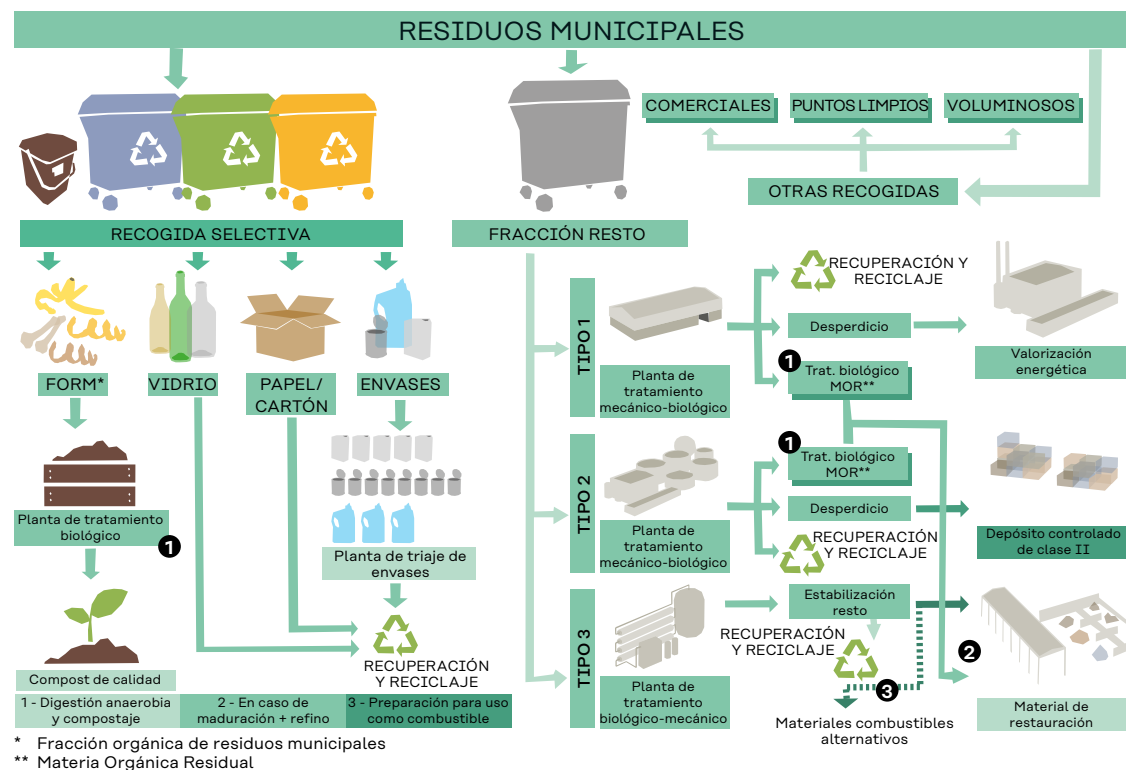 RESIDUOS MUNICIPALES
COMERCIALES
PUNTOS LIMPIOS
VOLUMINOSOS
OTRAS RECOGIDAS
RECOGIDA SELECTIVA
FRACCIÓN RESTO
FORM*
VIDRIO
PAPEL/
CARTÓN
ENVASES
Planta de tratamiento
biológico
1
Compost de calidad
Planta de triaje de
envases
RECUPERACIÓN
Y RECICLAJE
TIPO 1
Planta de
tratamiento
mecánico-biológico
RECUPERACIÓN Y
RECICLAJE
Desperdicio
1
Trat. biológico
MOR**
Valorización
energética
TIPO 2
Planta de
tratamiento
mecánico-biológico
1
Trat. biológico
MOR**
Desperdicio
RECUPERACIÓN
Y RECICLAJE
Depósito controlado
de clase II
TIPO 3
Planta de
tratamiento
biológico-mecánico
Estabilización
resto
RECUPERACIÓN
Y RECICLAJE
3
Materiales combustibles
alternativos
2
Material de
restauración
1 - Digestión anaerobia
y compostaje
2 - En caso de
maduración + refino
3 - Preparación para uso
como combustible
* Fracción orgánica de residuos municipales
** Materia Orgánica Residual